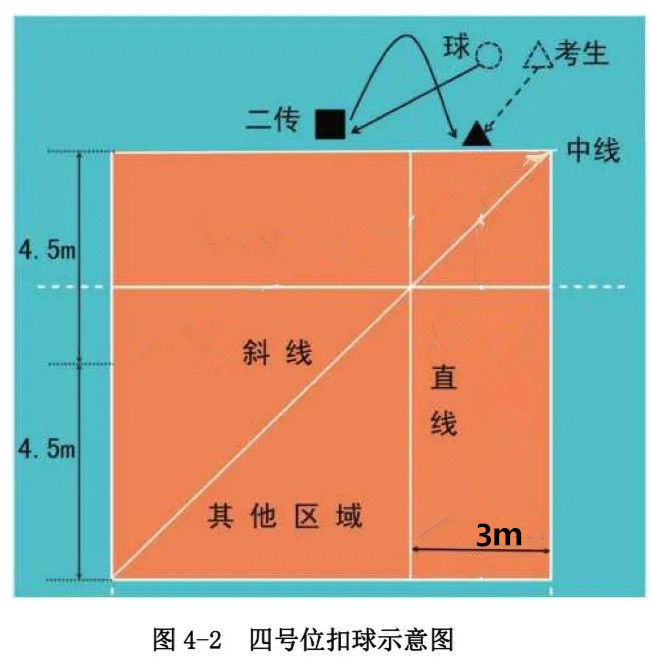 球
考生
二传
中线
4.5m
斜线
直线
4.5m
其他区域
3m
图 4-2 四号位扣球示意图